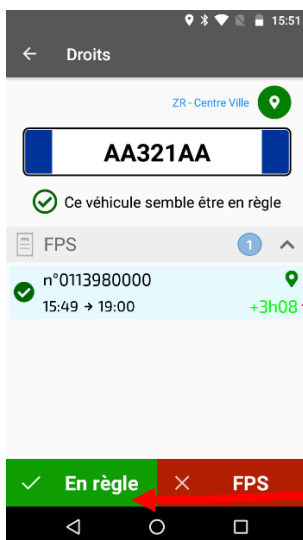 15:51
Droits
ZR - Centre Ville
AA321AA
Ce véhicule semble être en règle
FPS 1
n°0113980000
15:49 → 19:00 +3h08
En règle FPS